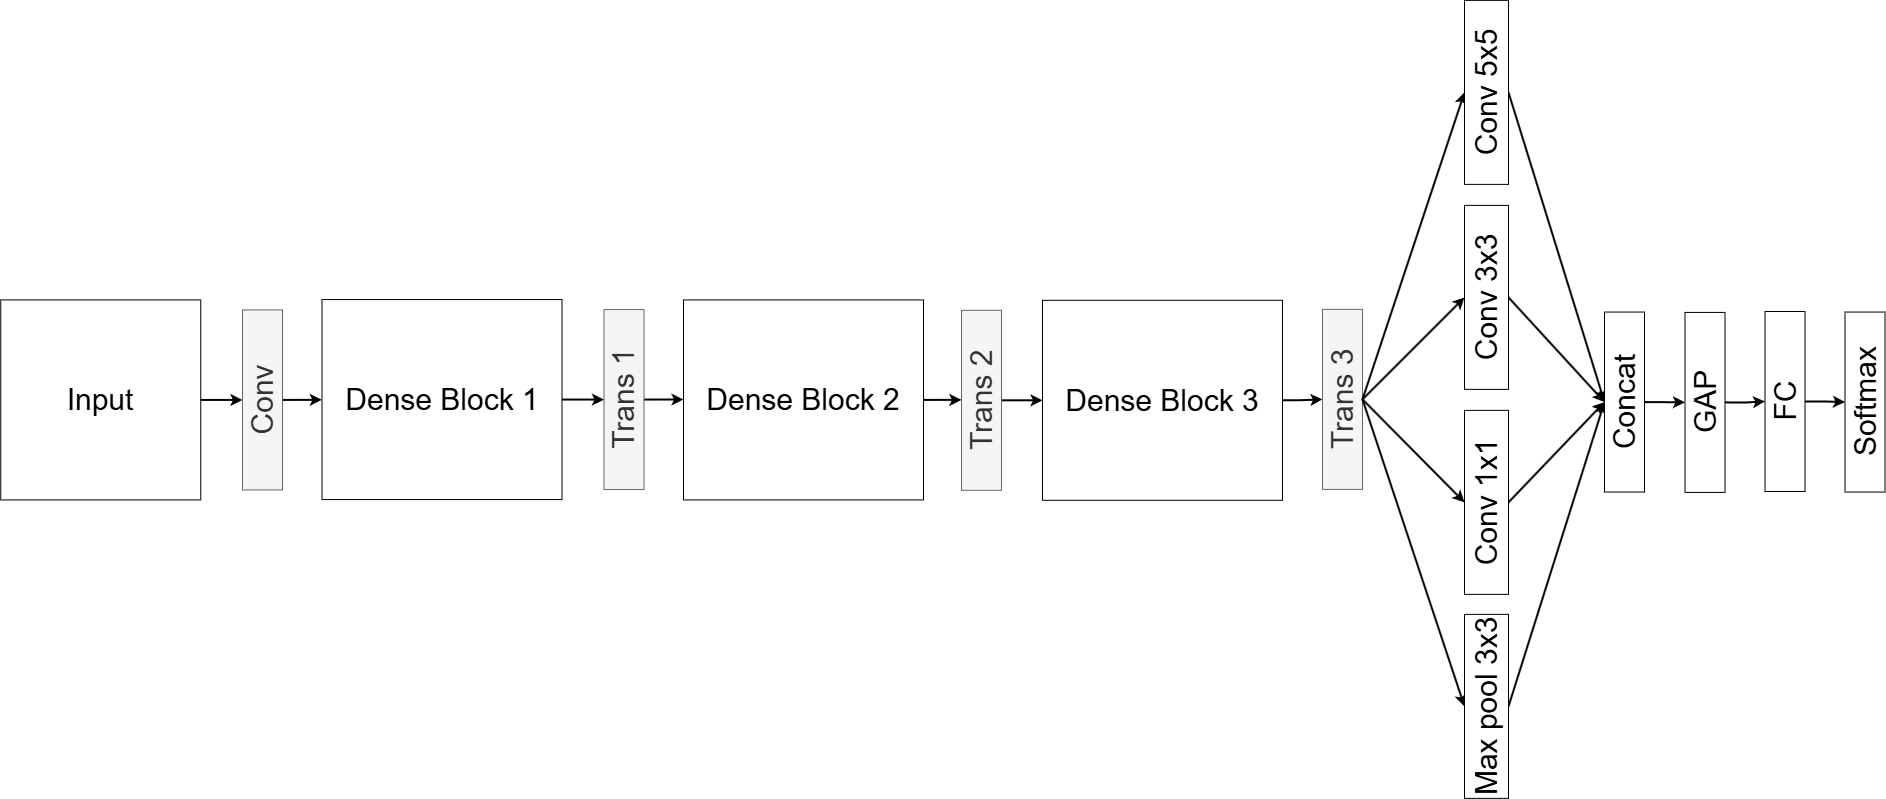 Input
Conv
Dense Block 1
Trans 1
Dense Block 2
Trans 2
Dense Block 3
Trans 3
Conv 5x5
Conv 3x3
Conv 1x1
Max pool 3x3
Concat
GAP
FC
Softmax